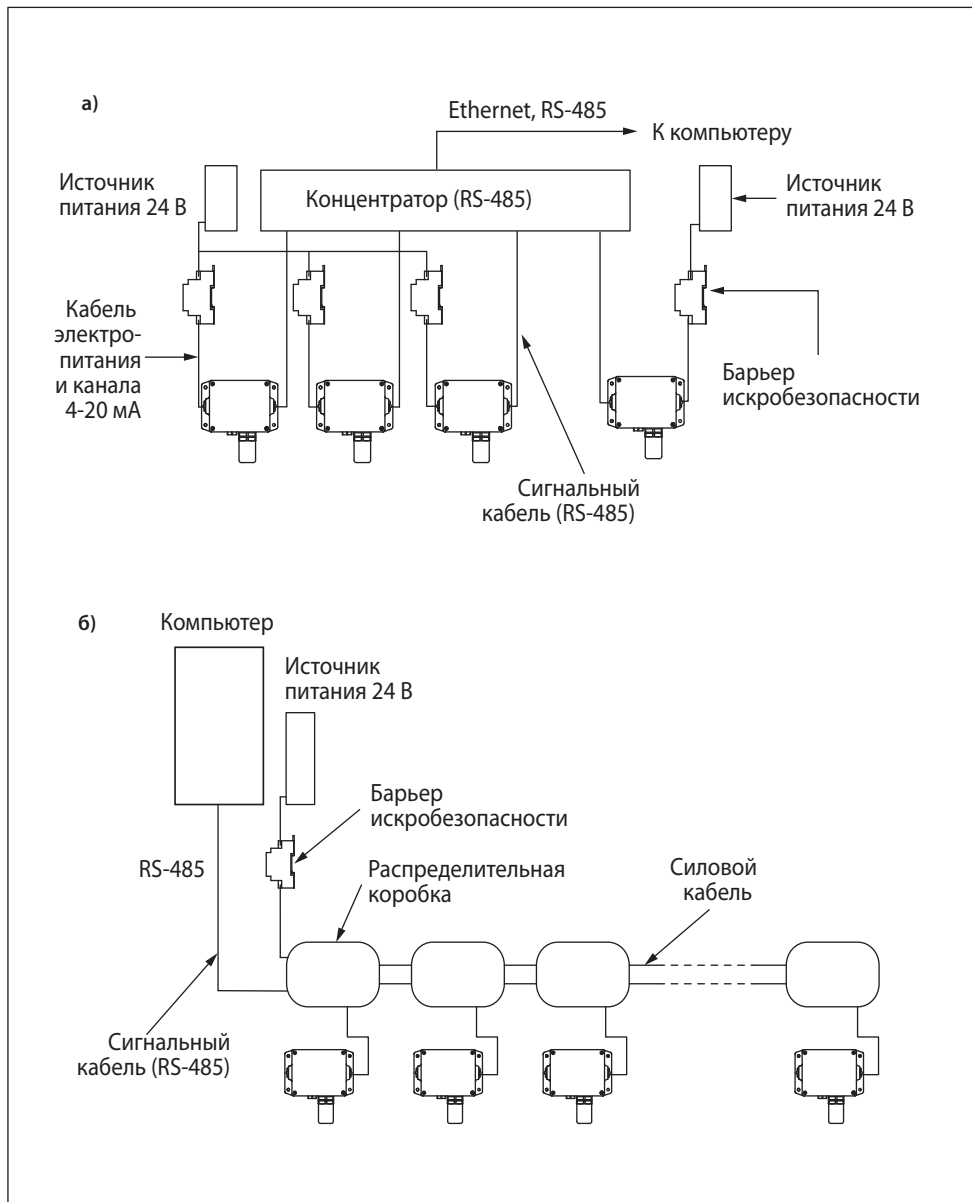 а)
Ethernet, RS-485
К компьютеру
Источник
питания 24 В
Концентратор (RS-485)
Источник
питания 24 В
Кабель
электро-
питания
и канала
4-20 мА
Барьер
искробезопасности
Сигнальный
кабель (RS-485)
б)
Компьютер
Источник
питания 24 В
Барьер
искробезопасности
RS-485
Распределительная
коробка
Силовой
кабель
Сигнальный
кабель (RS-485)